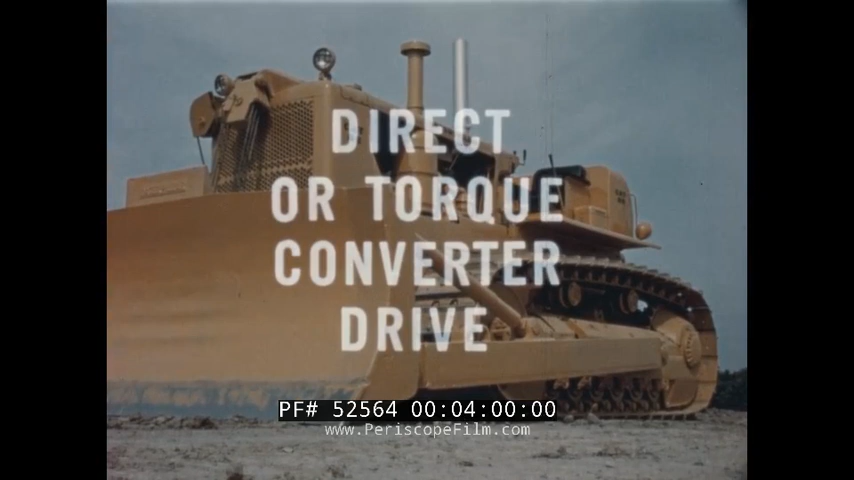 DIRECT
OR TORQUE
CONVERTER
DRIVE
PF# 52564 00:04:00:00
www.PeriscopeFilm.com